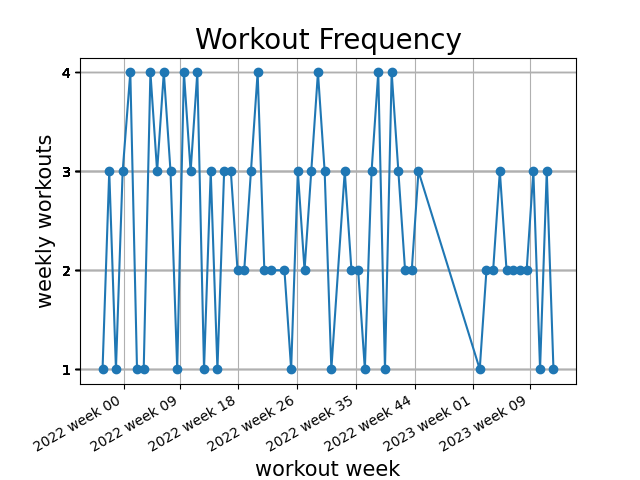 Workout Frequency
weekly workouts
4
3
2
1
2022 week 00
2022 week 09
2022 week 18
2022 week 26
2022 week 35
2022 week 44
2023 week 01
2023 week 09
workout week